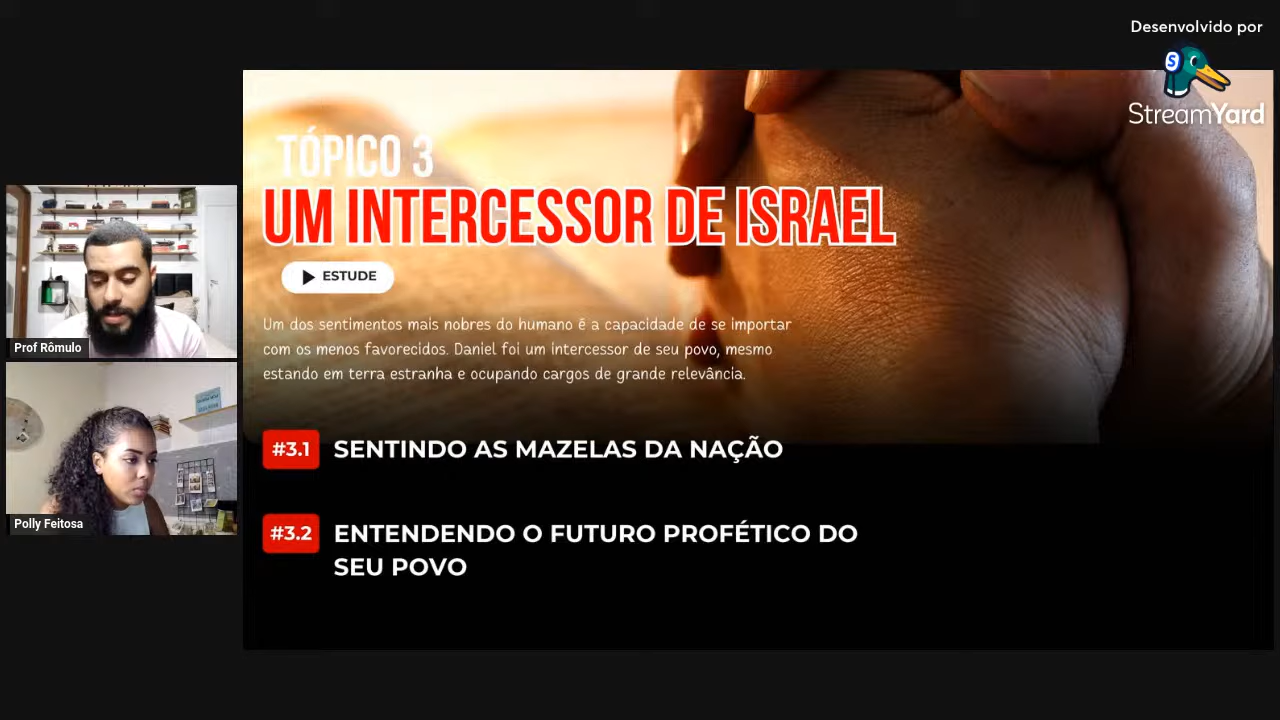 Desenvolvido por
StreamYard
TÓPICO 3
UM INTERCESSOR DE ISRAEL
ESTUDE
Um dos sentimentos mais nobres do humano é a capacidade de se importar
com os menos favorecidos. Daniel foi um intercessor de seu povo, mesmo
estando em terra estranha e ocupando cargos de grande relevância.
#3.1 SENTINDO AS MAZELAS DA NAÇÃO
#3.2 ENTENDENDO O FUTURO PROFÉTICO DO
SEU POVO
Prof Rômulo
Polly Feitosa